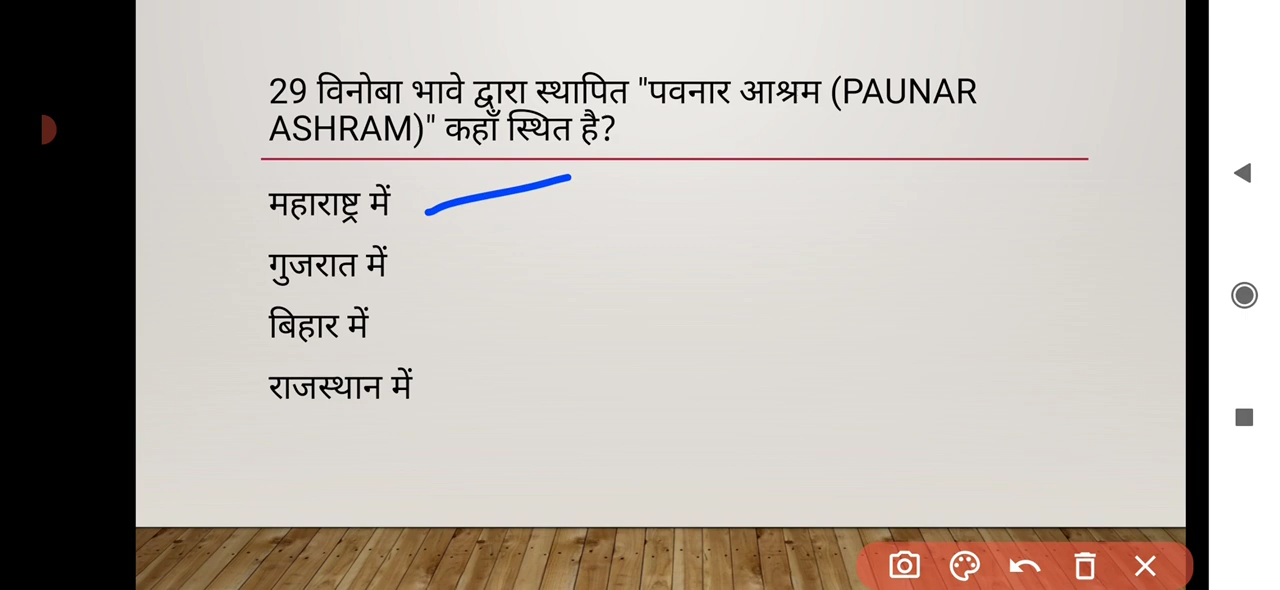 29 विनोबा भावे द्वारा स्थापित "पवनार आश्रम (PAUNAR
ASHRAM)" कहाँ स्थित है?
महाराष्ट्र में
गुजरात में
बिहार में
राजस्थान में